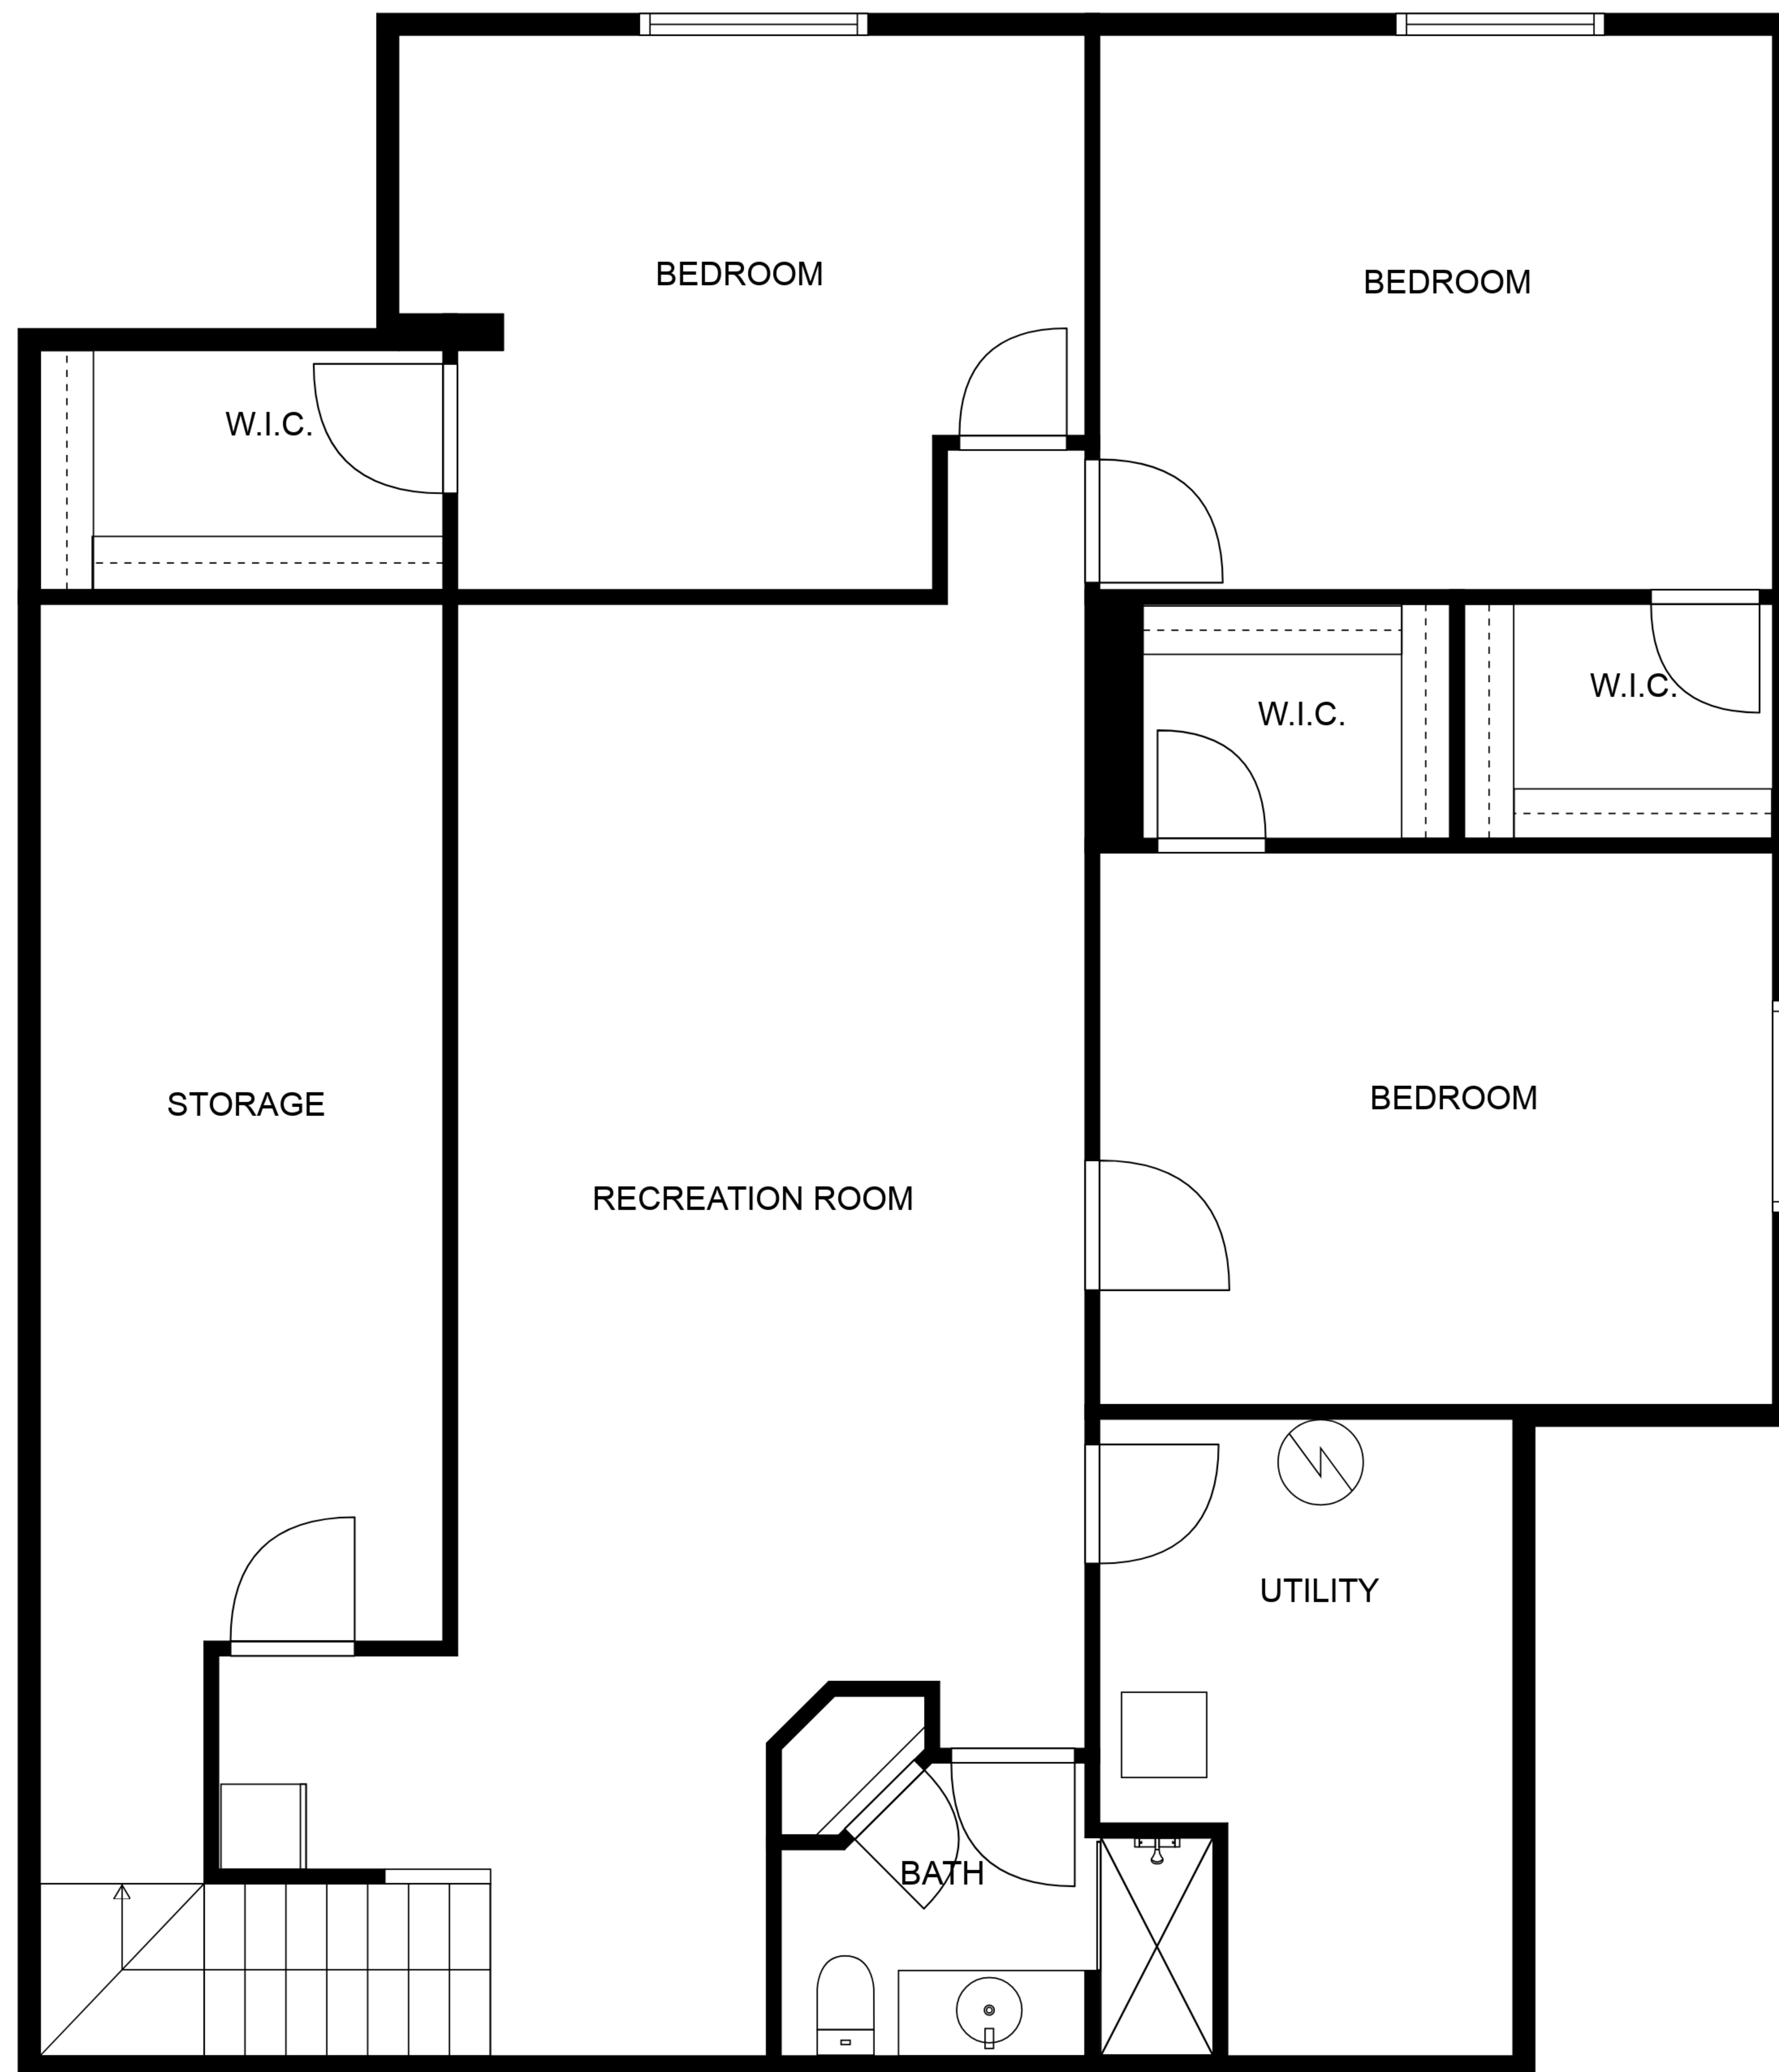 BEDROOM
BEDROOM
W.I.C.
W.I.C.
W.I.C.
STORAGE
BEDROOM
RECREATION ROOM
UTILITY
BATH